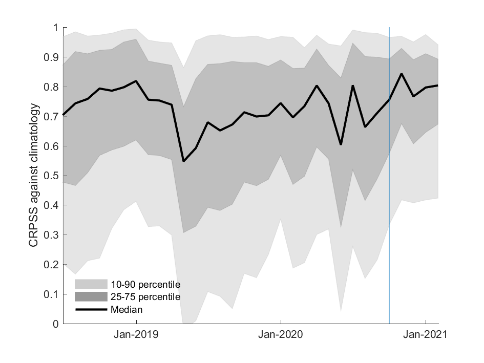 1
0.9
0.8
0.7
0.6
0.5
0.4
0.3
0.2
0.1
0
CRPSS against climatology
10-90 percentile
25-75 percentile
Median
Jan-2019
Jan-2020
Jan-2021